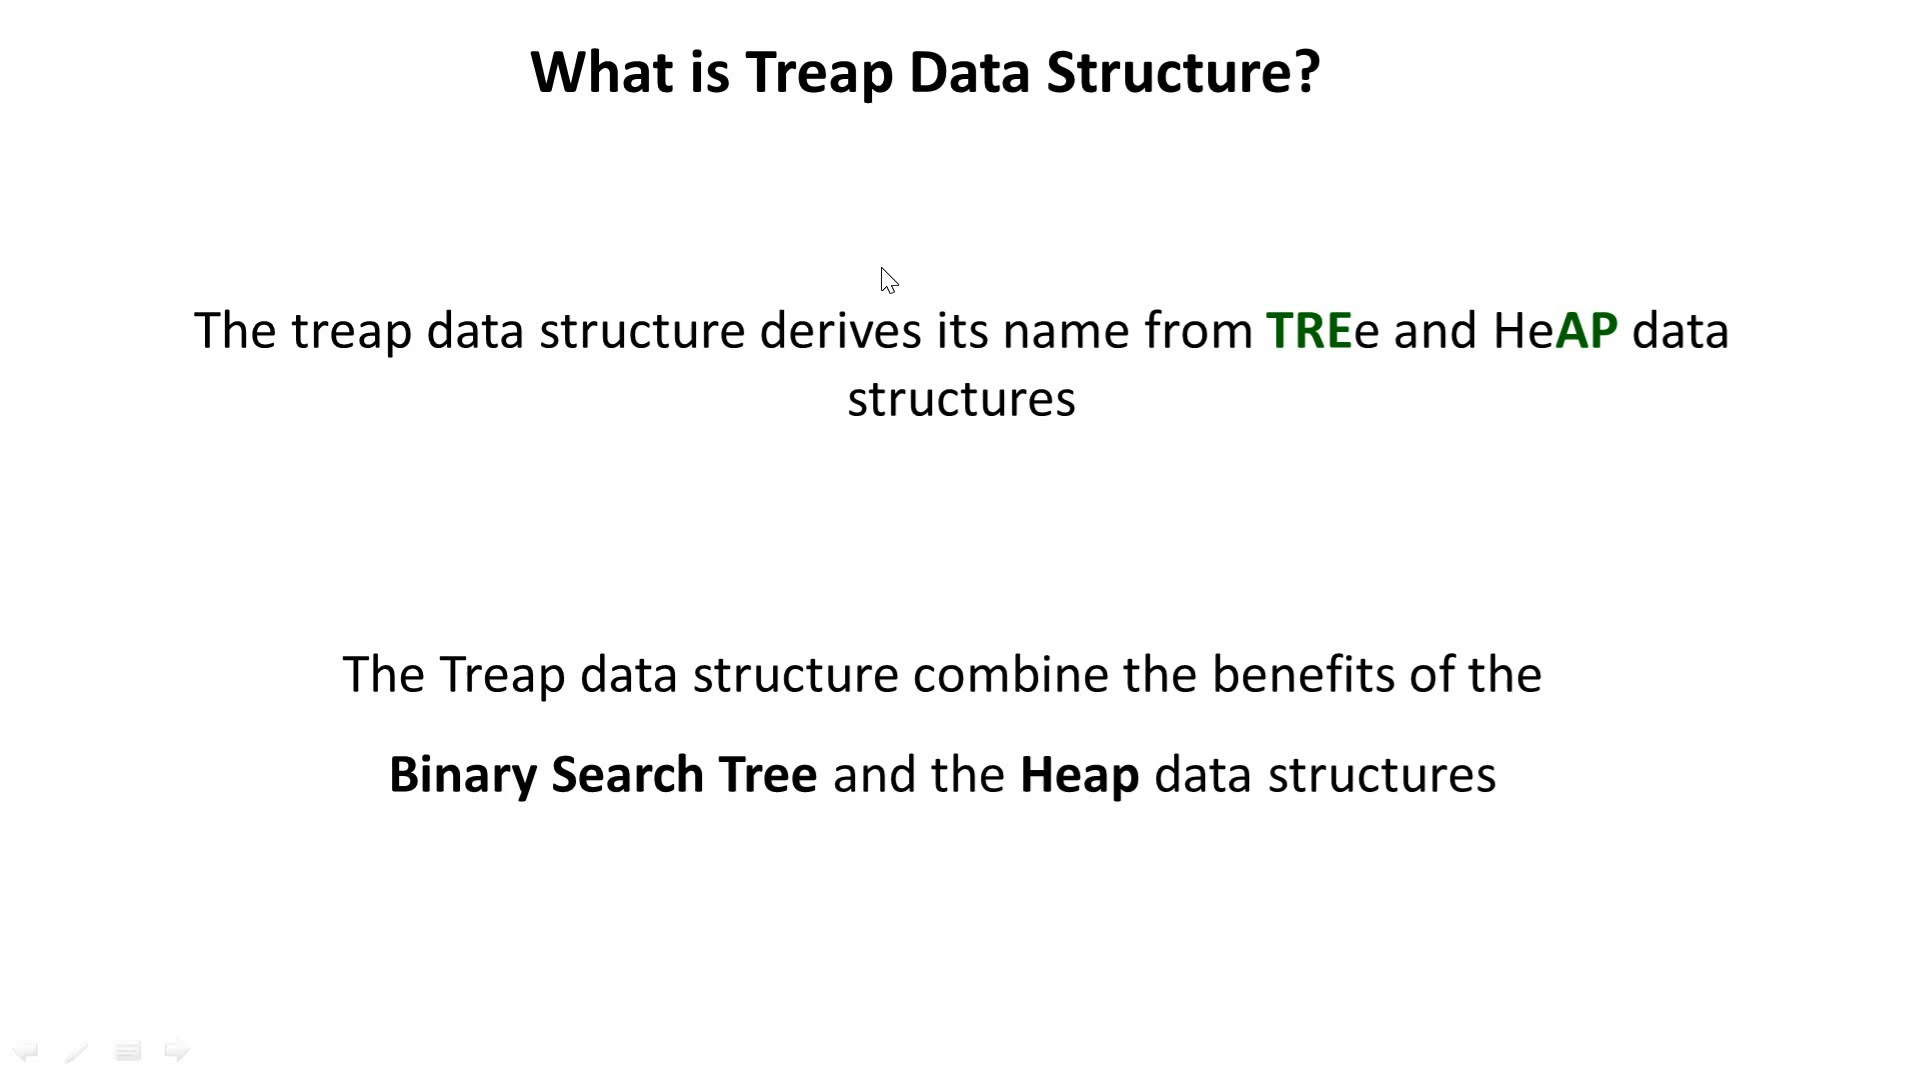 What is Treap Data Structure?
The treap data structure derives its name from TREe and HeAP data
structures
The Treap data structure combine the benefits of the
Binary Search Tree and the Heap data structures